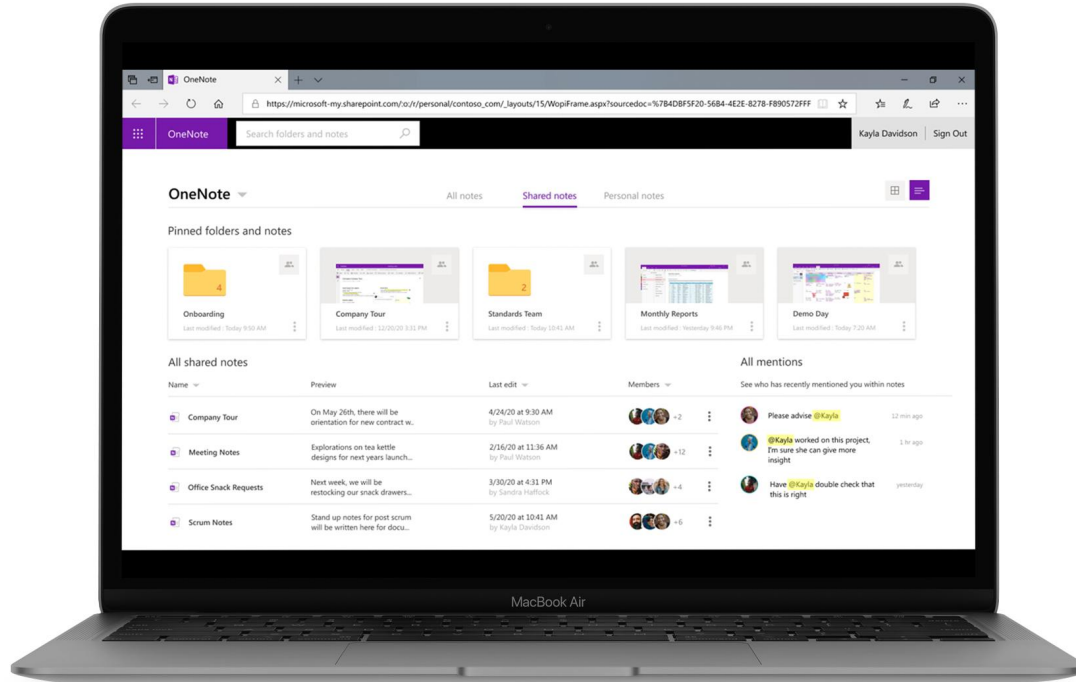 OneNote
https://microsoft-my.sharepoint.com/:o:/r/personal/contoso_com/_layouts/15/WopiFrame.aspx?sourcedoc=%7B4DBF5F20-56B4-4E2E-8278-F890572FFF
OneNote
Search folders and notes
Kayla Davidson
Sign Out
OneNote
All notes
Shared notes
Personal notes
Pinned folders and notes
4
Onboarding
Last modified : Today 9:50 AM
Company Tour
Last modified : 12/20/20 3:31 PM
2
Standards Team
Last modified : Today 10:41 AM
Monthly Reports
Last modified : Yesterday 9:46 PM
Demo Day
Last modified : Today 7:20 AM
All shared notes
Name
Preview
Last edit
Members
Company Tour
On May 26th, there will be
orientation for new contract w..
4/24/20 at 9:30 AM
by Paul Watson
+2
Meeting Notes
Explorations on tea kettle
designs for next years launch...
2/16/20 at 11:36 AM
by Paul Watson
+12
Office Snack Requests
Next week, we will be
restocking our snack drawers...
3/30/20 at 4:31 PM
by Sandra Haffock
+4
Scrum Notes
Stand up notes for post scrum
will be written here for docu...
5/20/20 at 10:41 AM
by Kayla Davidson
+6
All mentions
See who has recently mentioned you within notes
Please advise @Kayla
12 min ago
@Kayla worked on this project,
I'm sure she can give more
insight
1 hr ago
Have @Kayla double check that
this is right
yesterday
MacBook Air